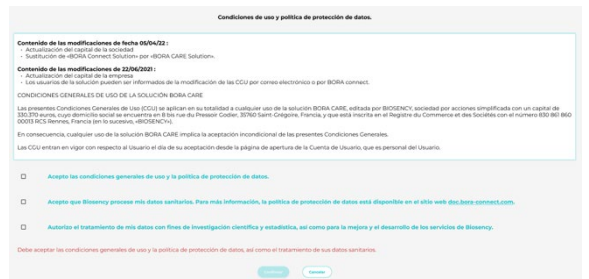 Condiciones de uso y política de protección de datos.
Contenido de las modificaciones de fecha 05/04/22 :
- Actualización del capital de la sociedad
- Sustitución de «BORA Connect Solution» por «BORA CARE Solution».
Contenido de las modificaciones de 22/06/2021 :
- Actualización del capital de la empresa
- Los usuarios de la solución pueden ser informados de la modificación de las CGU por correo electrónico o por BORA connect.
CONDICIONES GENERALES DE USO DE LA SOLUCIÓN BORA CARE
Las presentes Condiciones Generales de Uso (CGU) se aplican en su totalidad a cualquier uso de la solución BORA CARE, editada por BIOSENCY, sociedad por acciones simplificada con un capital de
330,370 euros, cuyo domicilio social se encuentra en 8 bis rue du Pressoir Godier, 35760 Saint-Grégoire, Francia, y que está inscrita en el Registre du Commerce et des Sociétés con el número 830 861 860
00013 RCS Rennes, Francia (en lo sucesivo, «BIOSENCY»).
En consecuencia, cualquier uso de la solución BORA CARE implica la aceptación incondicional de las presentes Condiciones Generales.
Las CGU entran en vigor con respecto al Usuario el día de su aceptación desde la página de apertura de la Cuenta de Usuario, que es personal del Usuario.
Acepto las condiciones generales de uso y la política de protección de datos.
Acepto que Biosency procese mis datos sanitarios. Para más información, la política de protección de datos está disponible en el sitio web doc.bora-connect.com.
Autorizo el tratamiento de mis datos con fines de investigación científica y estadística, así como para la mejora y el desarrollo de los servicios de Biosency.
Debe aceptar las condiciones generales de uso y la política de protección de datos, así como el tratamiento de sus datos sanitarios.
Cancelar